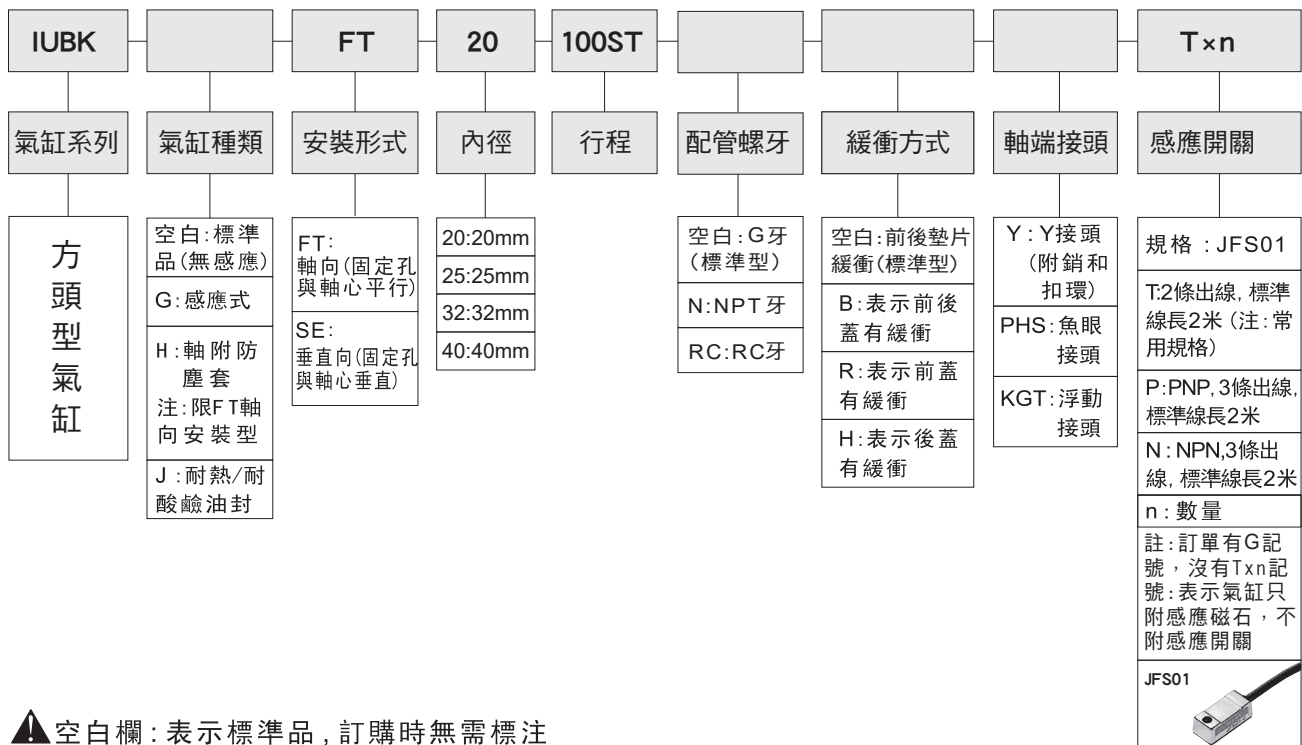 IUBK
FT
20
100ST
T×n
氣缸系列
氣缸種類
安裝形式
內徑
行程
配管螺牙
緩衝方式
軸端接頭
感應開關
方
頭
型
氣
缸
空白:標準
品(無感應)
G:感應式
H:軸附防
塵套
注:限FT軸
向安裝型
J:耐熱/耐
酸鹼油封
FT:
軸向(固定孔
與軸心平行)
SE:
垂直向(固定孔
與軸心垂直)
20:20mm
25:25mm
32:32mm
40:40mm
空白:G牙
(標準型)
N:NPT牙
RC:RC牙
空白:前後墊片
緩衝(標準型)
B:表示前後
蓋有緩衝
R:表示前蓋
有緩衝
H:表示後蓋
有緩衝
Y:Y接頭
(附銷和
扣環)
PHS:魚眼
接頭
KGT:浮動
接頭
規格:JFS01
T:2條出線,標準
線長2米(注:常
用規格)
P:PNP,3條出線,
標準線長2米
N:NPN,3條出
線,標準線長2米
n:數量
註:訂單有G記
號，沒有Txn記
號:表示氣缸只
附感應磁石，不
附感應開關
JFS01
空白欄:表示標準品,訂購時無需標注